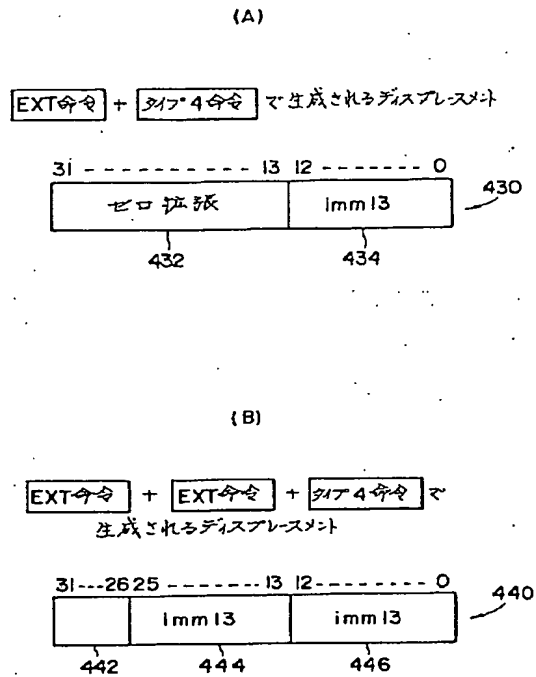 (A)
EXT命令 + タイプ4命令 で生成されるディスプレースメント
31 ----------- 13 12 ------- 0
ゼロ拡張 Imm13 430
432 434
(B)
EXT命令 + EXT命令 + タイプ4命令 で
生成されるディスプレースメント
31---26 25 ------- 13 12 ------- 0
Imm13 imm13 440
442 444 446